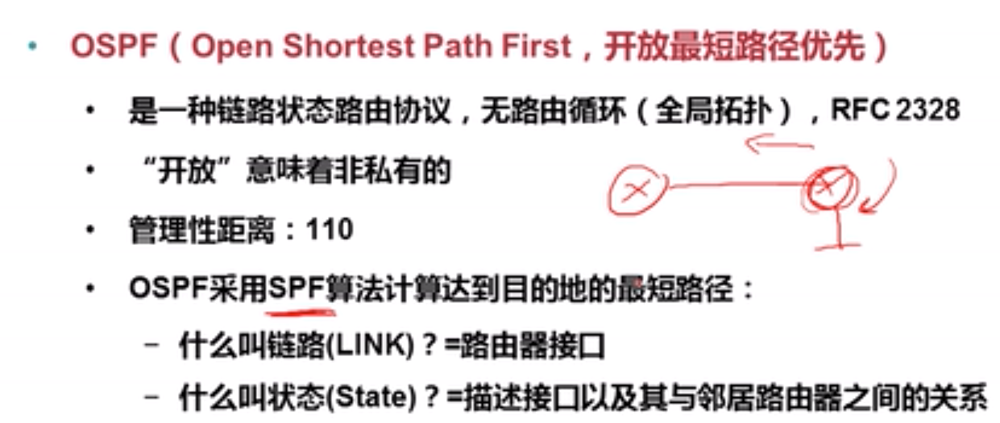 • OSPF（Open Shortest Path First，开放最短路径优先）
• 是一种链路状态路由协议，无路由循环（全局拓扑），RFC 2328
• “开放”意味着非私有的
• 管理性距离：110
• OSPF采用SPF算法计算达到目的地的最短路径：
– 什么叫链路(LINK)？=路由器接口
– 什么叫状态(State)？=描述接口以及其与邻居路由器之间的关系